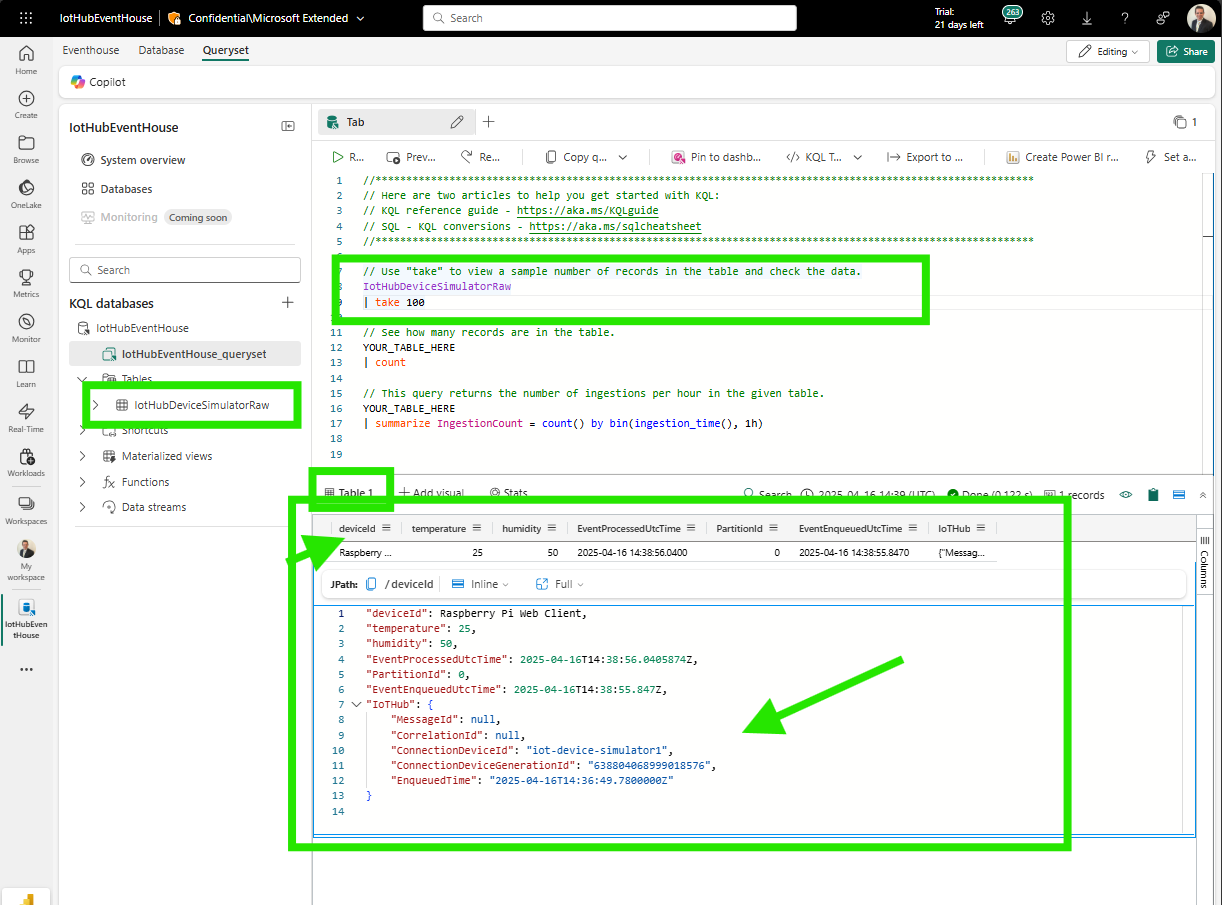 IotHubEventHouse
Confidential\Microsoft Extended
Search
Trial:
21 days left
263
Home
Create
Browse
OneLake
Apps
Metrics
Monitor
Learn
Real-Time
Workloads
Workspaces
My
workspace
IotHubEven
tHouse
Eventhouse
Database
Queryset
Editing
Share
Copilot
IotHubEventHouse
System overview
Databases
Monitoring
Coming soon
Search
KQL databases
IotHubEventHouse
IotHubEventHouse_queryset
Tables
IotHubDeviceSimulatorRaw
Shortcuts
Materialized views
Functions
Data streams
Tab
1
R...
Prev...
Re...
Copy q...
Pin to dashb...
KQL T...
Export to ...
Create Power BI r...
Set a...
1 //**********************************************************************************************************
2 // Here are two articles to help you get started with KQL:
3 // KQL reference guide - https://aka.ms/KQLguide
4 // SQL - KQL conversions - https://aka.ms/sqlcheatsheet
5 //**********************************************************************************************************
7 // Use "take" to view a sample number of records in the table and check the data.
8 IotHubDeviceSimulatorRaw
9 | take 100
11 // See how many records are in the table.
12 YOUR_TABLE_HERE
13 | count
14
15 // This query returns the number of ingestions per hour in the given table.
16 YOUR_TABLE_HERE
17 | summarize IngestionCount = count() by bin(ingestion_time(), 1h)
18
19
Table 1
Add visual
Stats
Search
2025-04-16 14:39 (UTC)
Done (0.122 s)
1 records
deviceId temperature humidity EventProcessedUtcTime PartitionId EventEnqueuedUtcTime IoTHub
Raspberry ... 25 50 2025-04-16 14:38:56.0400 0 2025-04-16 14:38:55.8470 {"Messag...
Columns
JPath: /deviceId Inline Full
1 "deviceId": Raspberry Pi Web Client,
2 "temperature": 25,
3 "humidity": 50,
4 "EventProcessedUtcTime": 2025-04-16T14:38:56.0405874Z,
5 "PartitionId": 0,
6 "EventEnqueuedUtcTime": 2025-04-16T14:38:55.847Z,
7 "IoTHub": {
8 "MessageId": null,
9 "CorrelationId": null,
10 "ConnectionDeviceId": "iot-device-simulator1",
11 "ConnectionDeviceGenerationId": "638804068999018576",
12 "EnqueuedTime": "2025-04-16T14:36:49.7800000Z"
13 }
14